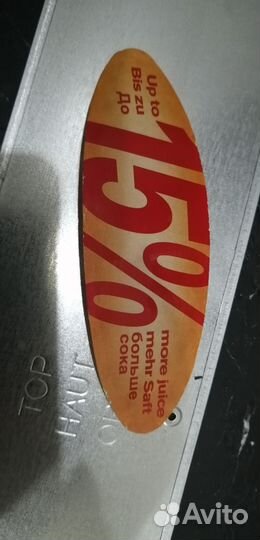 Up to
Bis zu
До
15%
more juice
mehr Saft
больше
сока
TOP
HAUT
Avito